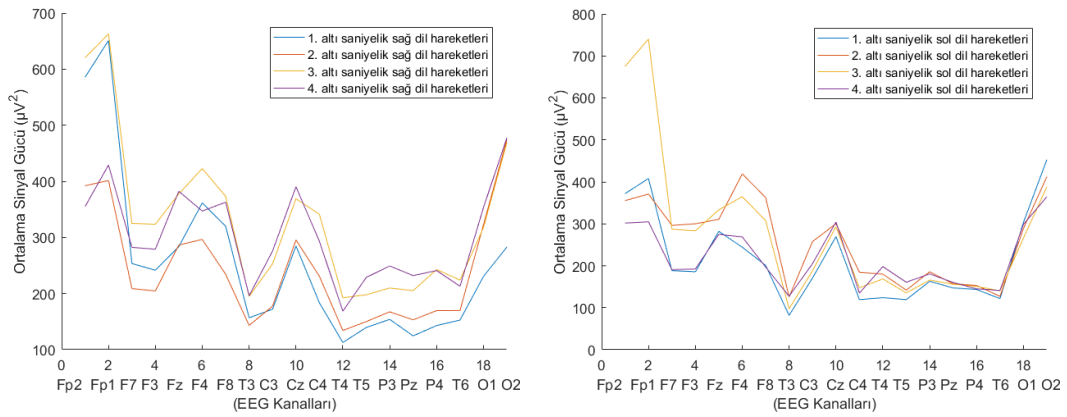 700
600
500
400
300
200
100
Ortalama Sinyal Gücü (µV²)
1. altı saniyelik sağ dil hareketleri
2. altı saniyelik sağ dil hareketleri
3. altı saniyelik sağ dil hareketleri
4. altı saniyelik sağ dil hareketleri
0 2 4 6 8 10 12 14 16 18
Fp2 Fp1 F7 F3 Fz F4 F8 T3 C3 Cz C4 T4 T5 P3 Pz P4 T6 O1 O2
(EEG Kanalları)
800
700
600
500
400
300
200
100
0
Ortalama Sinyal Gücü (µV²)
1. altı saniyelik sol dil hareketleri
2. altı saniyelik sol dil hareketleri
3. altı saniyelik sol dil hareketleri
4. altı saniyelik sol dil hareketleri
0 2 4 6 8 10 12 14 16 18
Fp2 Fp1 F7 F3 Fz F4 F8 T3 C3 Cz C4 T4 T5 P3 Pz P4 T6 O1 O2
(EEG Kanalları)